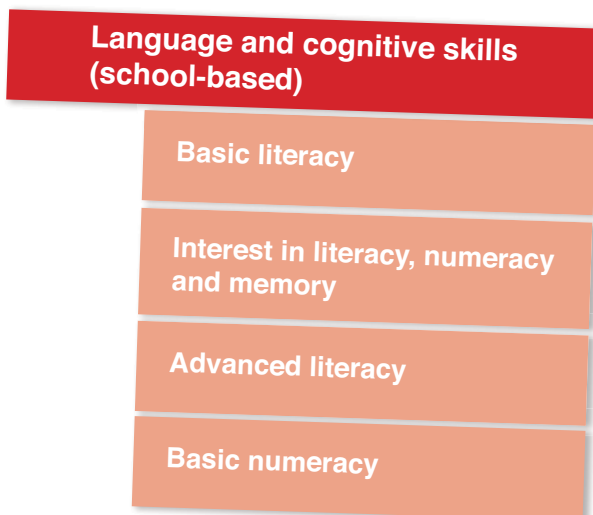 Language and cognitive skills
(school-based)
Basic literacy
Interest in literacy, numeracy
and memory
Advanced literacy
Basic numeracy